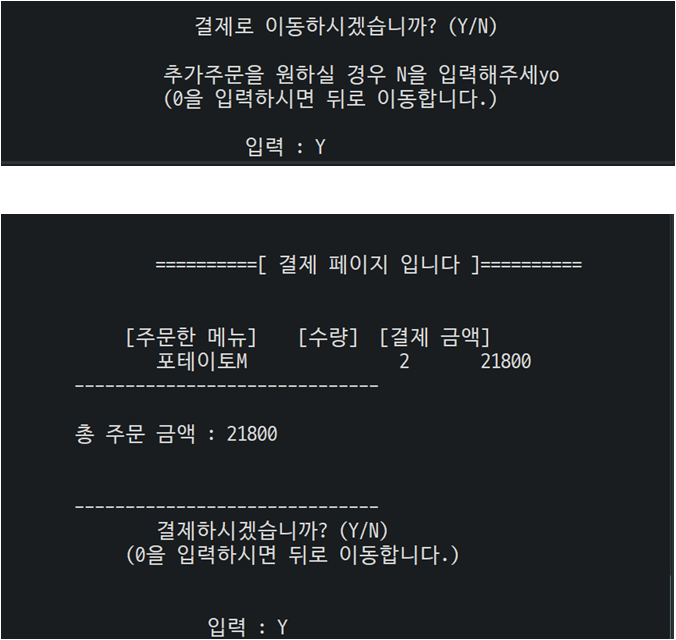 결제로 이동하시겠습니까? (Y/N)
추가주문을 원하실 경우 N을 입력해주세yo
(0을 입력하시면 뒤로 이동합니다.)
입력 : Y
==========[ 결제 페이지 입니다 ]==========
[주문한 메뉴] [수량] [결제 금액]
포테이토M 2 21800
------------------------------
총 주문 금액 : 21800
------------------------------
결제하시겠습니까? (Y/N)
(0을 입력하시면 뒤로 이동합니다.)
입력 : Y